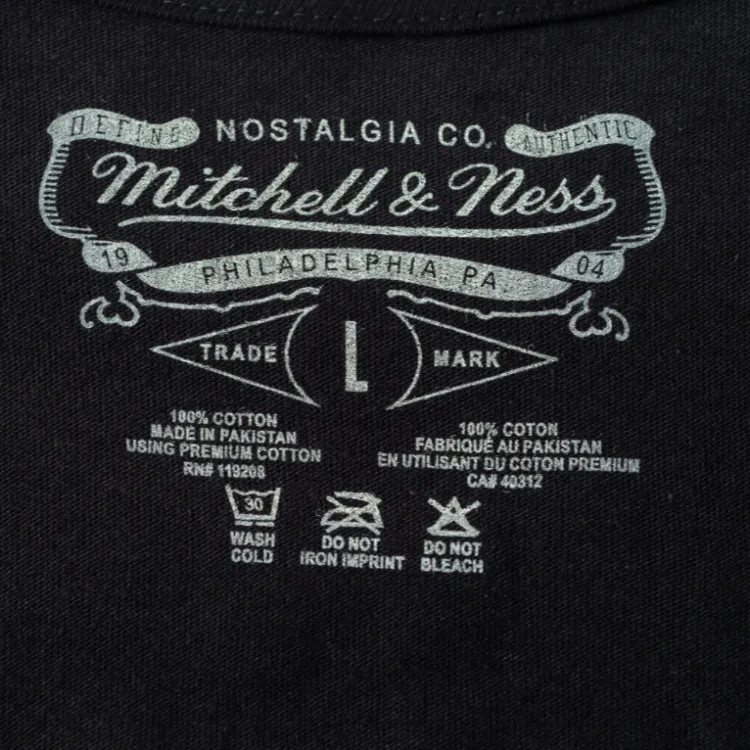 DEFINE NOSTALGIA CO. AUTHENTIC
Mitchell & Ness
19 PHILADELPHIA PA. 04
TRADE L MARK
100% COTTON
MADE IN PAKISTAN
USING PREMIUM COTTON
RN# 119208
100% COTON
FABRIQUÉ AU PAKISTAN
EN UTILISANT DU COTON PREMIUM
CA# 40312
30
WASH
COLD
DO NOT
IRON IMPRINT
DO NOT
BLEACH